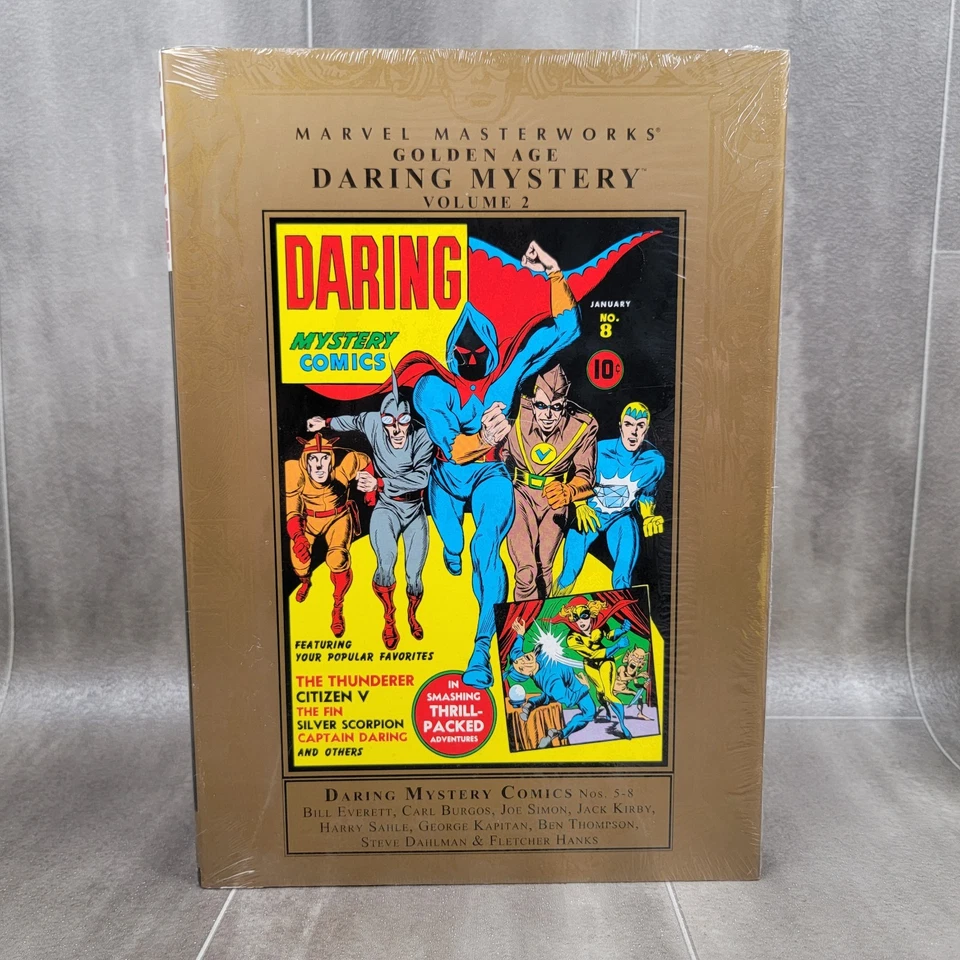 MARVEL MASTERWORKS®
GOLDEN AGE
DARING MYSTERY™
VOLUME 2
DARING
MYSTERY
COMICS
JANUARY
NO.
8
10¢
V
FEATURING
YOUR POPULAR FAVORITES
THE THUNDERER
CITIZEN V
THE FIN
SILVER SCORPION
CAPTAIN DARING
AND OTHERS
IN
SMASHING
THRILL-
PACKED
ADVENTURES
DARING MYSTERY COMICS NOS. 5-8
BILL EVERETT, CARL BURGOS, JOE SIMON, JACK KIRBY,
HARRY SAHLE, GEORGE KAPITAN, BEN THOMPSON,
STEVE DAHLMAN & FLETCHER HANKS